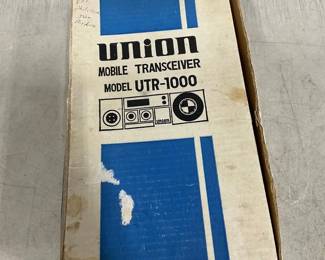 union
MOBILE TRANSCEIVER
MODEL UTR-1000